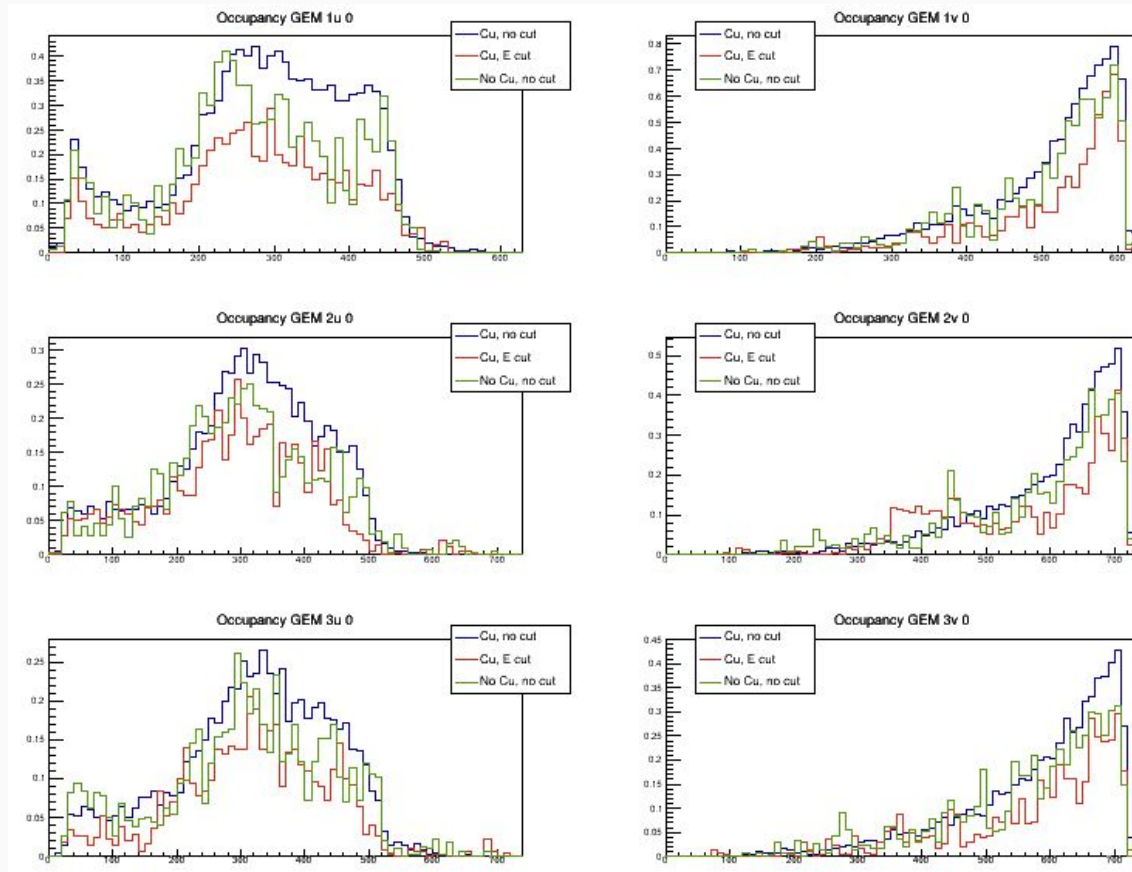 Occupancy GEM 1u 0
Cu, no cut
Cu, E cut
No Cu, no cut
0.4
0.35
0.3
0.25
0.2
0.15
0.1
0.05
0
0 100 200 300 400 500 600
Occupancy GEM 1v 0
Cu, no cut
Cu, E cut
No Cu, no cut
0.8
0.7
0.6
0.5
0.4
0.3
0.2
0.1
0
0 100 200 300 400 500 600
Occupancy GEM 2u 0
Cu, no cut
Cu, E cut
No Cu, no cut
0.3
0.25
0.2
0.15
0.1
0.05
0
0 100 200 300 400 500 600 700
Occupancy GEM 2v 0
Cu, no cut
Cu, E cut
No Cu, no cut
0.5
0.4
0.3
0.2
0.1
0
0 100 200 300 400 500 600 700
Occupancy GEM 3u 0
Cu, no cut
Cu, E cut
No Cu, no cut
0.25
0.2
0.15
0.1
0.05
0
0 100 200 300 400 500 600 700
Occupancy GEM 3v 0
Cu, no cut
Cu, E cut
No Cu, no cut
0.45
0.4
0.35
0.3
0.25
0.2
0.15
0.1
0.05
0
0 100 200 300 400 500 600 700